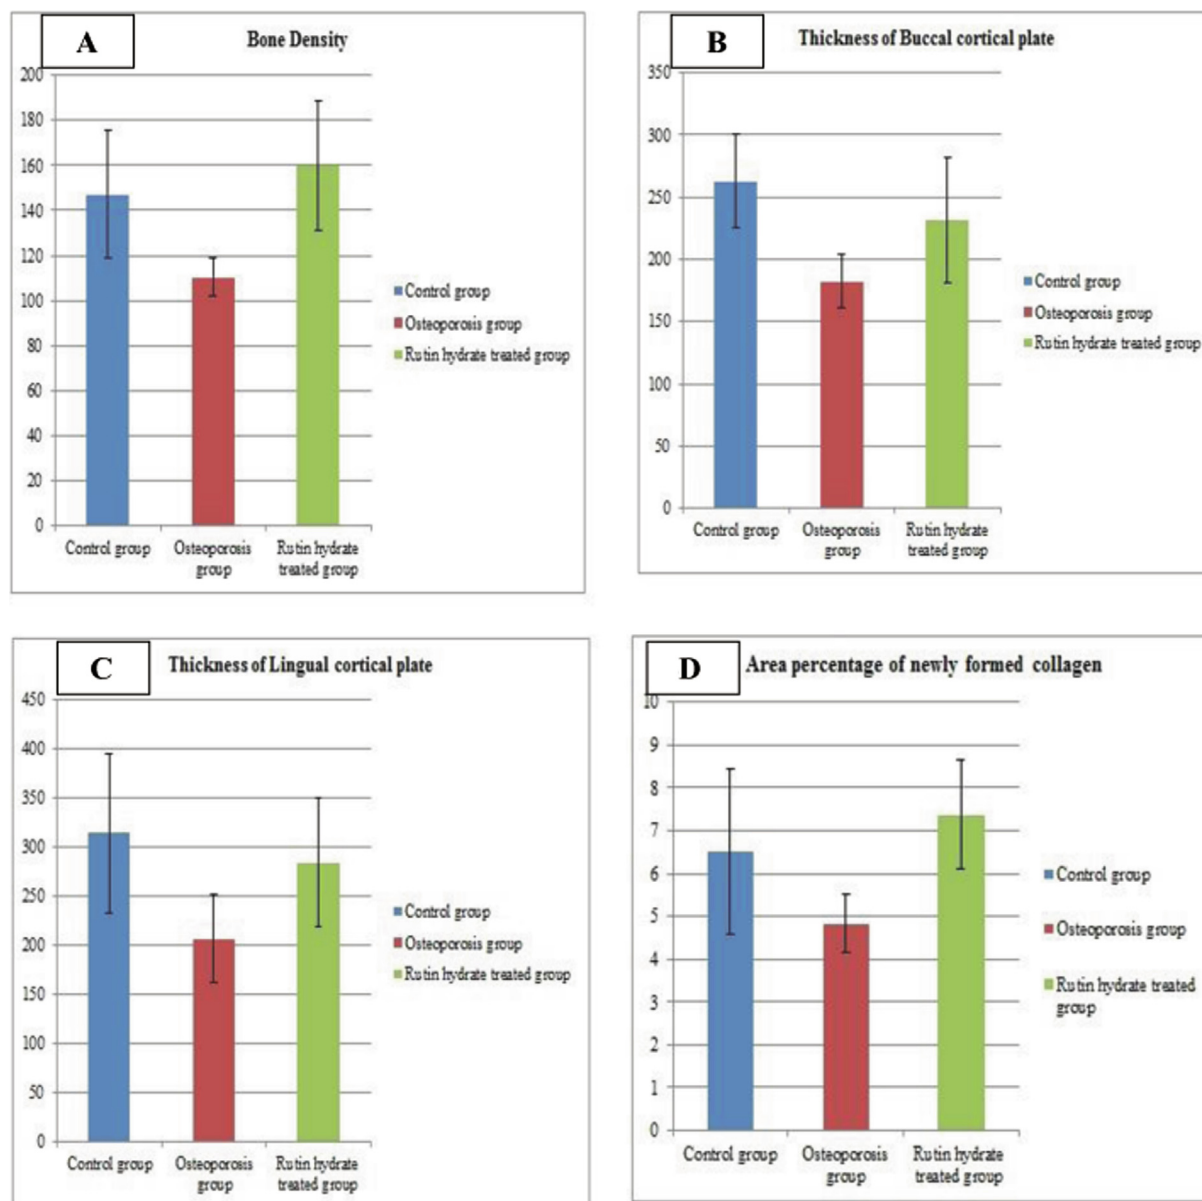 A
Bone Density
200
180
160
140
120
100
80
60
40
20
0
Control group
Osteoporosis
group
Rutin hydrate
treated group
Control group
Osteoporosis group
Rutin hydrate treated group
B
Thickness of Buccal cortical plate
350
300
250
200
150
100
50
0
Control group
Osteoporosis
group
Rutin hydrate
treated group
Control group
Osteoporosis group
Rutin hydrate treated group
C
Thickness of Lingual cortical plate
450
400
350
300
250
200
150
100
50
0
Control group
Osteoporosis
group
Rutin hydrate
treated group
Control group
Osteoporosis group
Rutin hydrate treated group
D
Area percentage of newly formed collagen
10
9
8
7
6
5
4
3
2
1
0
Control group
Osteoporosis
group
Rutin hydrate
treated group
Control group
Osteoporosis group
Rutin hydrate treated
group